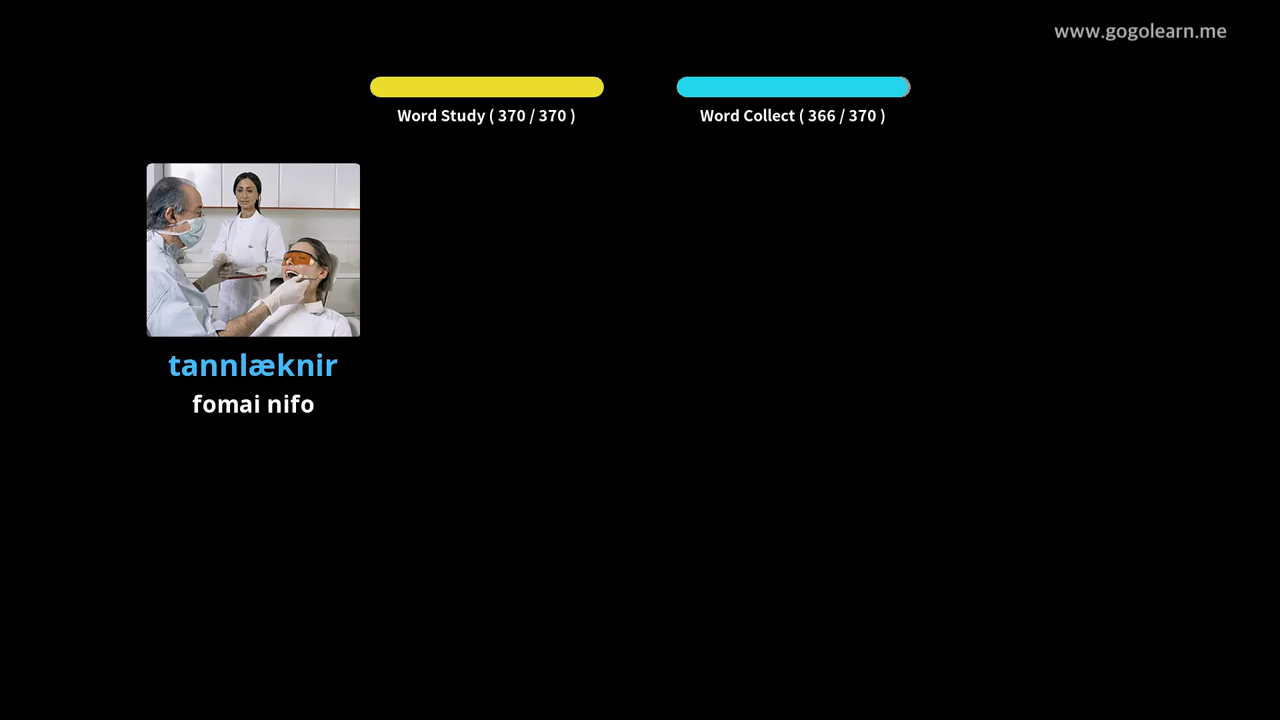 www.gogolearn.me
Word Study ( 370 / 370 )
Word Collect ( 366 / 370 )
tannlæknir
fomai nifo